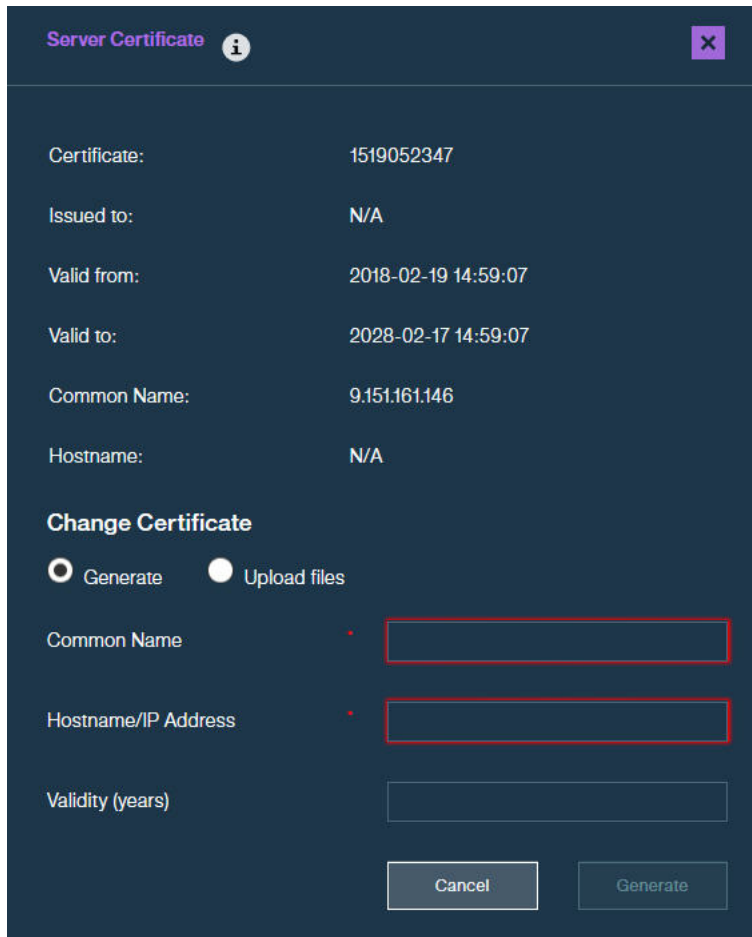 Server Certificate i
Certificate: 1519052347
Issued to: N/A
Valid from: 2018-02-19 14:59:07
Valid to: 2028-02-17 14:59:07
Common Name: 9.151.161.146
Hostname: N/A
Change Certificate
Generate Upload files
Common Name *
Hostname/IP Address *
Validity (years)
Cancel Generate